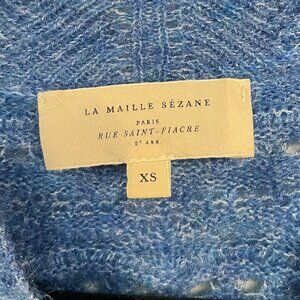 LA MAILLE SÉZANE
PARIS
RUE SAINT-FIACRE
2e ARR.
XS